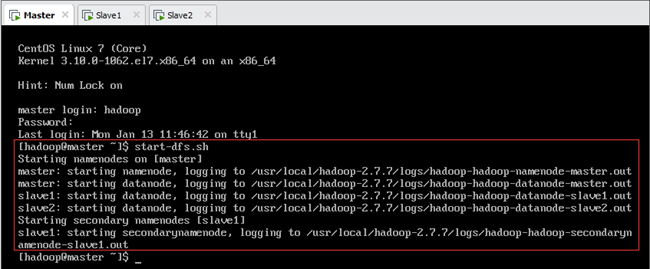 Master × Slave1 × Slave2 ×
CentOS Linux 7 (Core)
Kernel 3.10.0-1062.el7.x86_64 on an x86_64
Hint: Num Lock on
master login: hadoop
Password:
Last login: Mon Jan 13 11:46:42 on tty1
[hadoop@master ~]$ start-dfs.sh
Starting namenodes on [master]
master: starting namenode, logging to /usr/local/hadoop-2.7.7/logs/hadoop-hadoop-namenode-master.out
master: starting datanode, logging to /usr/local/hadoop-2.7.7/logs/hadoop-hadoop-datanode-master.out
slave1: starting datanode, logging to /usr/local/hadoop-2.7.7/logs/hadoop-hadoop-datanode-slave1.out
slave2: starting datanode, logging to /usr/local/hadoop-2.7.7/logs/hadoop-hadoop-datanode-slave2.out
Starting secondary namenodes [slave1]
slave1: starting secondarynamenode, logging to /usr/local/hadoop-2.7.7/logs/hadoop-hadoop-secondaryn
amenode-slave1.out
[hadoop@master ~]$ _